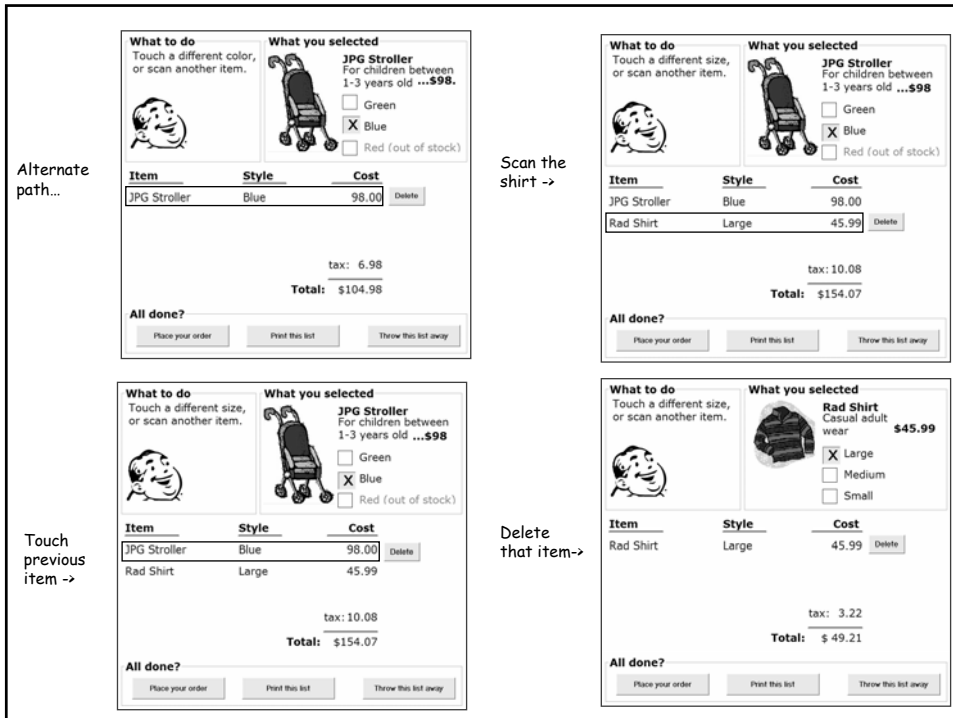 Alternate
path...
What to do
Touch a different color,
or scan another item.
What you selected
JPG Stroller
For children between
1-3 years old ...$98.
Green
X Blue
Red (out of stock)
Item Style Cost
JPG Stroller Blue 98.00 Delete
tax: 6.98
Total: $104.98
All done?
Place your order Print this list Throw this list away
Scan the
shirt ->
What to do
Touch a different size,
or scan another item.
What you selected
JPG Stroller
For children between
1-3 years old ...$98
Green
X Blue
Red (out of stock)
Item Style Cost
JPG Stroller Blue 98.00
Rad Shirt Large 45.99 Delete
tax: 10.08
Total: $154.07
All done?
Place your order Print this list Throw this list away
Touch
previous
item ->
What to do
Touch a different size,
or scan another item.
What you selected
JPG Stroller
For children between
1-3 years old ...$98
Green
X Blue
Red (out of stock)
Item Style Cost
JPG Stroller Blue 98.00 Delete
Rad Shirt Large 45.99
tax: 10.08
Total: $154.07
All done?
Place your order Print this list Throw this list away
Delete
that item->
What to do
Touch a different size,
or scan another item.
What you selected
Rad Shirt
Casual adult
wear $45.99
X Large
Medium
Small
Item Style Cost
Rad Shirt Large 45.99 Delete
tax: 3.22
Total: $ 49.21
All done?
Place your order Print this list Throw this list away